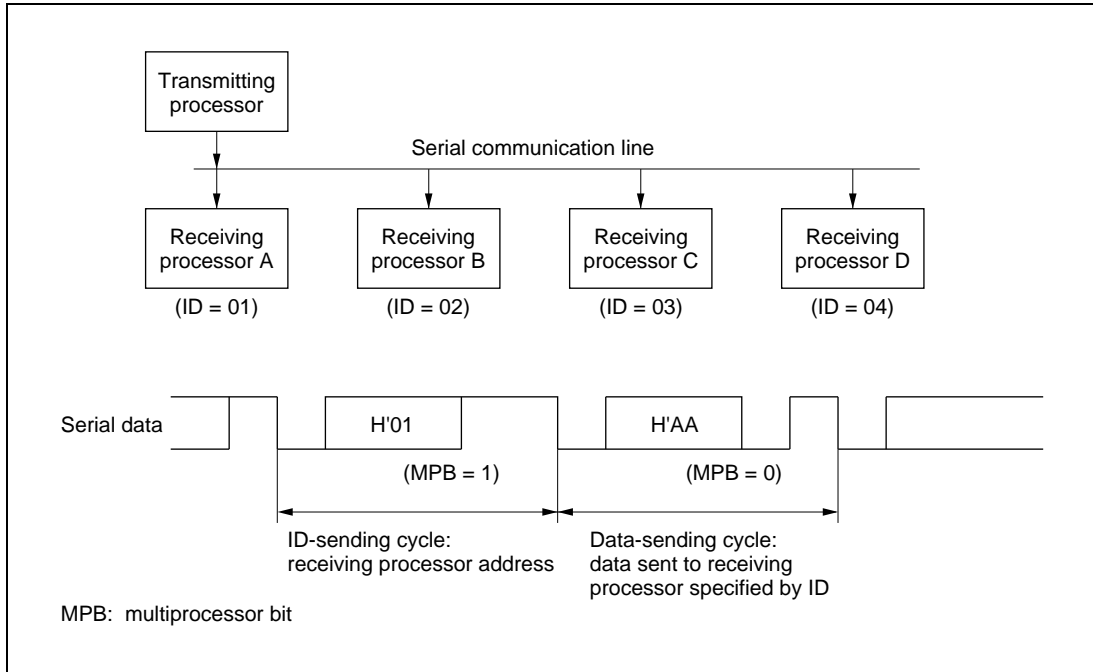 Transmitting
processor
Serial communication line
Receiving
processor A
Receiving
processor B
Receiving
processor C
Receiving
processor D
(ID = 01)
(ID = 02)
(ID = 03)
(ID = 04)
Serial data
H'01
H'AA
(MPB = 1)
(MPB = 0)
ID-sending cycle:
receiving processor address
Data-sending cycle:
data sent to receiving
processor specified by ID
MPB: multiprocessor bit